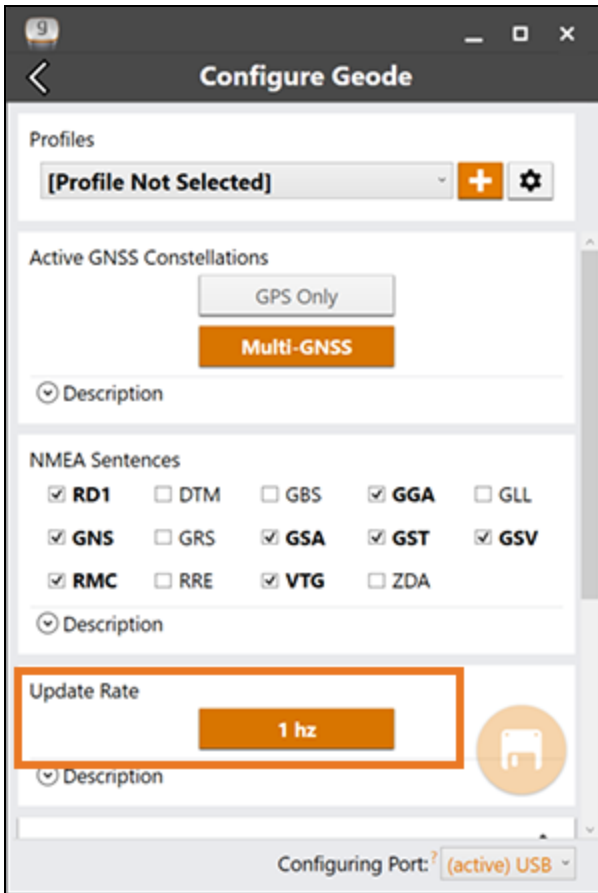 g
Configure Geode
Profiles
[Profile Not Selected]
Active GNSS Constellations
GPS Only
Multi-GNSS
Description
NMEA Sentences
RD1 DTM GBS GGA GLL
GNS GRS GSA GST GSV
RMC RRE VTG ZDA
Description
Update Rate
1 hz
Description
Configuring Port: ? (active) USB